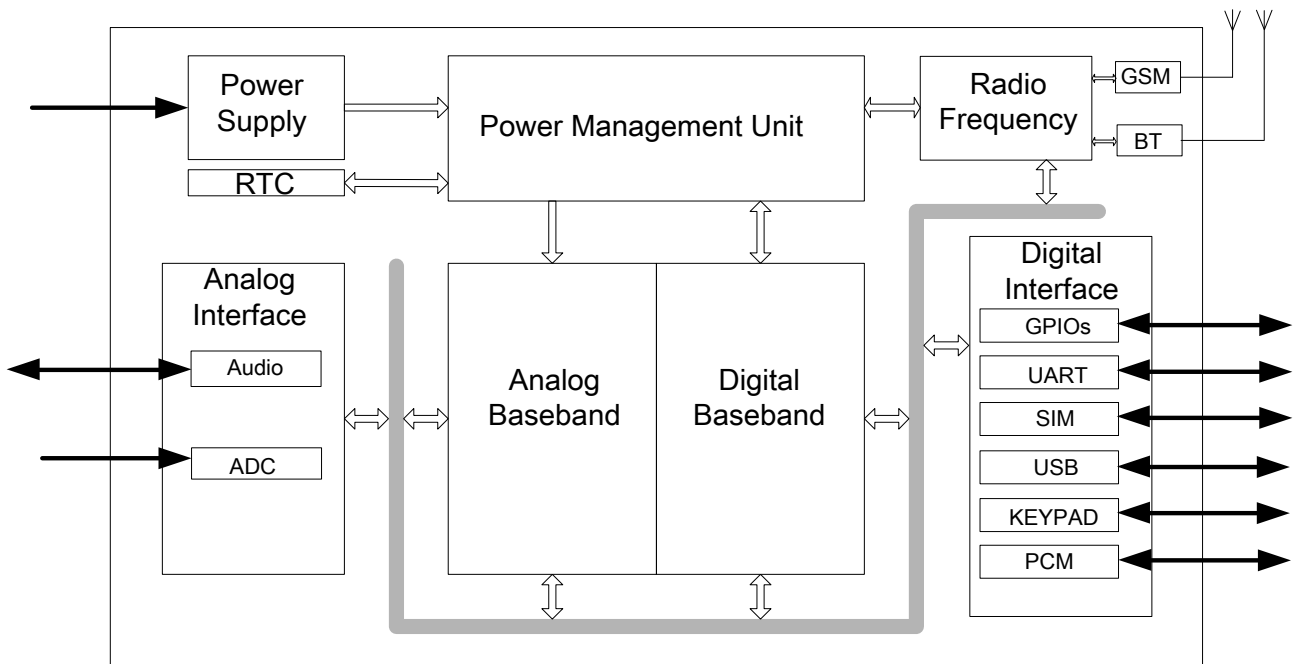 Power
Supply
RTC
Power Management Unit
Radio
Frequency
GSM
BT
Analog
Interface
Audio
ADC
Analog
Baseband
Digital
Baseband
Digital
Interface
GPIOs
UART
SIM
USB
KEYPAD
PCM